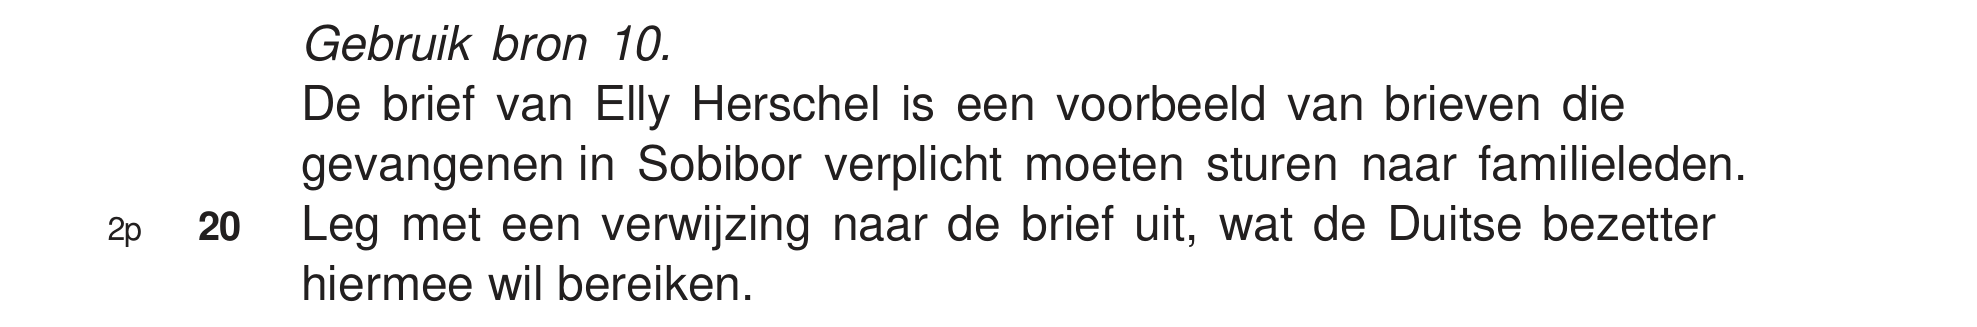 Gebruik bron 10.
De brief van Elly Herschel is een voorbeeld van brieven die
gevangenen in Sobibor verplicht moeten sturen naar familieleden.
2p 20 Leg met een verwijzing naar de brief uit, wat de Duitse bezetter
hiermee wil bereiken.